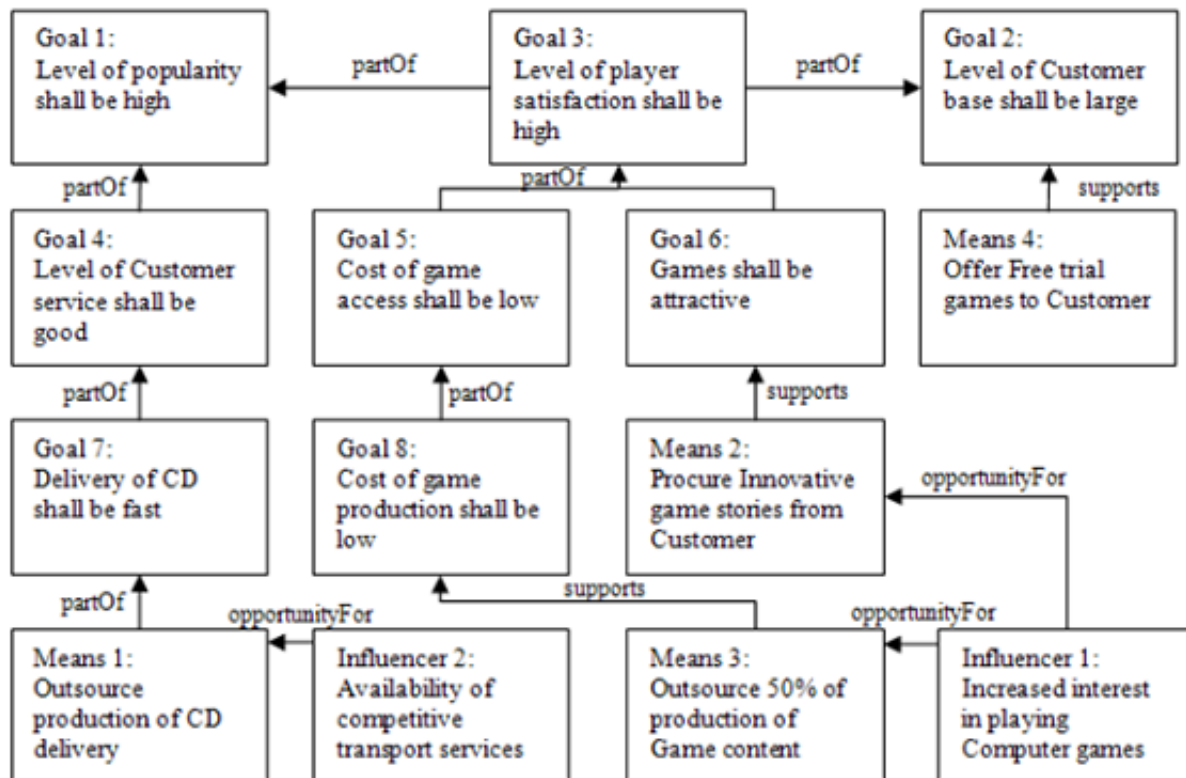 Goal 1:
Level of popularity
shall be high
partOf
Goal 3:
Level of player
satisfaction shall be
high
partOf
Goal 2:
Level of Customer
base shall be large
partOf
partOf
supports
Goal 4:
Level of Customer
service shall be
good
Goal 5:
Cost of game
access shall be low
Goal 6:
Games shall be
attractive
Means 4:
Offer Free trial
games to Customer
partOf
partOf
supports
Goal 7:
Delivery of CD
shall be fast
Goal 8:
Cost of game
production shall be
low
Means 2:
Procure Innovative
game stories from
Customer
opportunityFor
partOf
opportunityFor
supports
opportunityFor
Means 1:
Outsource
production of CD
delivery
Influencer 2:
Availability of
competitive
transport services
Means 3:
Outsource 50% of
production of
Game content
Influencer 1:
Increased interest
in playing
Computer games